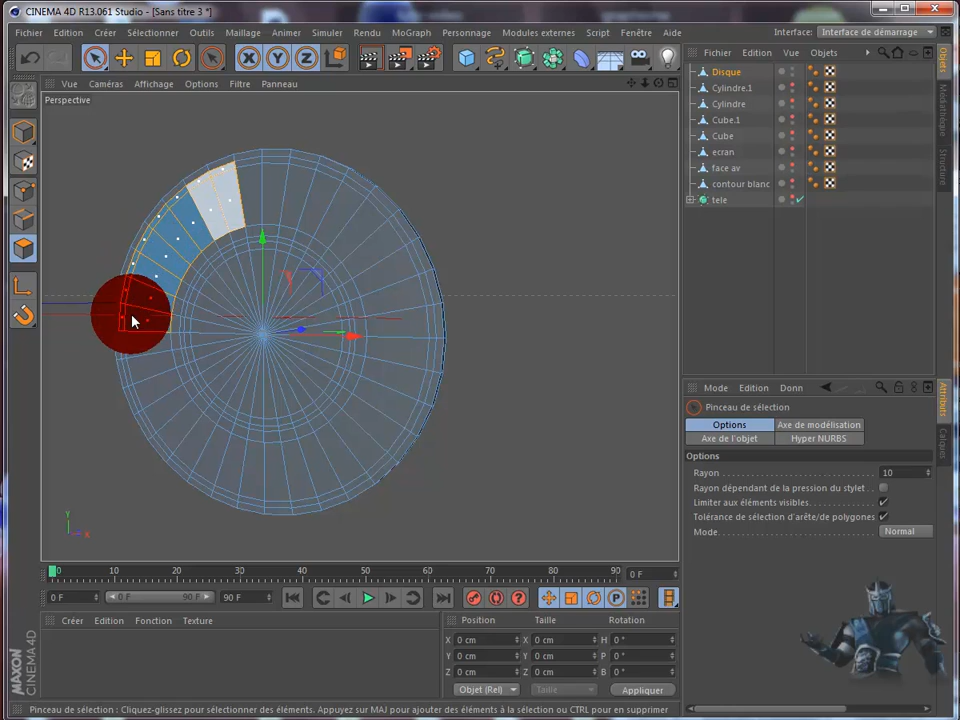 CINEMA 4D R13.061 Studio - [Sans titre 3 *]
Fichier Edition Créer Sélectionner Outils Maillage Animer Simuler Rendu MoGraph Personnage Modules externes Script Fenêtre Aide Interface: Interface de démarrage
X Y Z
Vue Caméras Affichage Options Filtre Panneau
Perspective
Fichier Edition Vue Objets
Disque
Cylindre.1
Cylindre
Cube.1
Cube
ecran
face av
contour blanc
tele
Objets
Médiathèque
Structure
Y
Y
X
Mode Edition Donn
Pinceau de sélection
Options Axe de modélisation
Axe de l'objet Hyper NURBS
Options
Rayon 10
Rayon dépendant de la pression du stylet
Limiter aux éléments visibles
Tolérance de sélection d'arête/de polygones
Mode Normal
Attributs
Calques
0 10 20 30 40 50 60 70 80 90 0 F
0 F 0 F 90 F 90 F
P
Créer Edition Fonction Texture
Position Taille Rotation
X 0 cm X 0 cm H 0 °
Y 0 cm Y 0 cm P 0 °
Z 0 cm Z 0 cm B 0 °
Objet (Rel) Taille Appliquer
MAXON
CINEMA 4D
Pinceau de sélection : Cliquez-glissez pour sélectionner des éléments. Appuyez sur MAJ pour ajouter des éléments à la sélection ou CTRL pour en supprimer